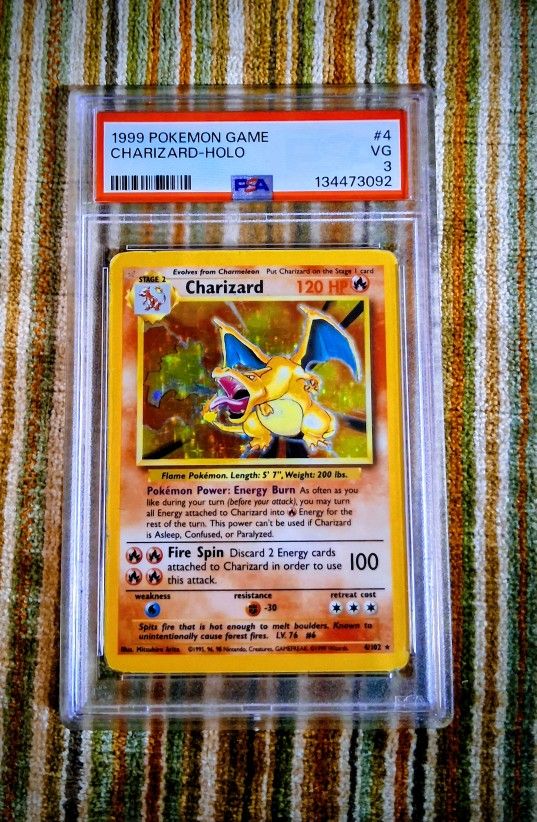 1999 POKEMON GAME #4
CHARIZARD-HOLO VG
3
PSA 134473092
Evolves from Charmeleon Put Charizard on the Stage 1 card
STAGE 2 Charizard 120 HP
Flame Pokémon. Length: 5' 7", Weight: 200 lbs.
Pokémon Power: Energy Burn As often as you
like during your turn (before your attack), you may turn
all Energy attached to Charizard into Energy for the
rest of the turn. This power can't be used if Charizard
is Asleep, Confused, or Paralyzed.
Fire Spin Discard 2 Energy cards
attached to Charizard in order to use 100
this attack.
weakness resistance retreat cost
-30
Spits fire that is hot enough to melt boulders. Known to
unintentionally cause forest fires. LV. 76 #6
Illus. Mitsuhiro Arita ©1995, 96, 98 Nintendo, Creatures, GAMEFREAK. ©1999 Wizards. 4/102